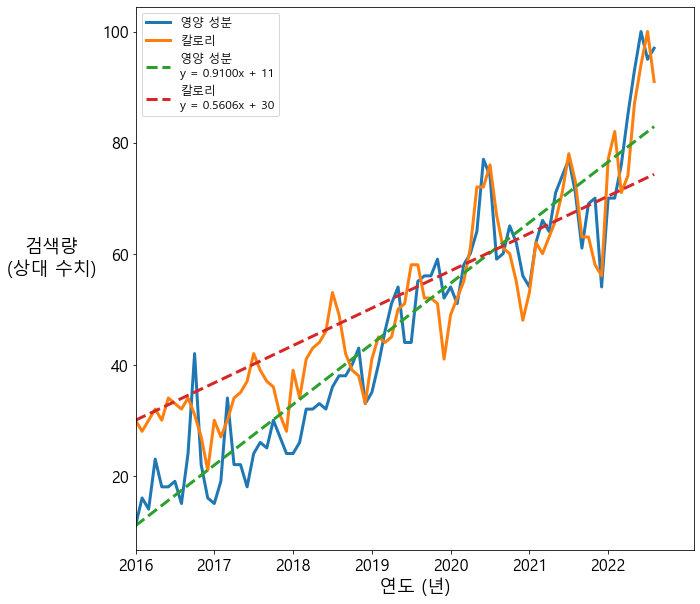 영양 성분
칼로리
영양 성분
y = 0.9100x + 11
칼로리
y = 0.5606x + 30
100
80
60
40
20
검색량
(상대 수치)
2016 2017 2018 2019 2020 2021 2022
연도 (년)